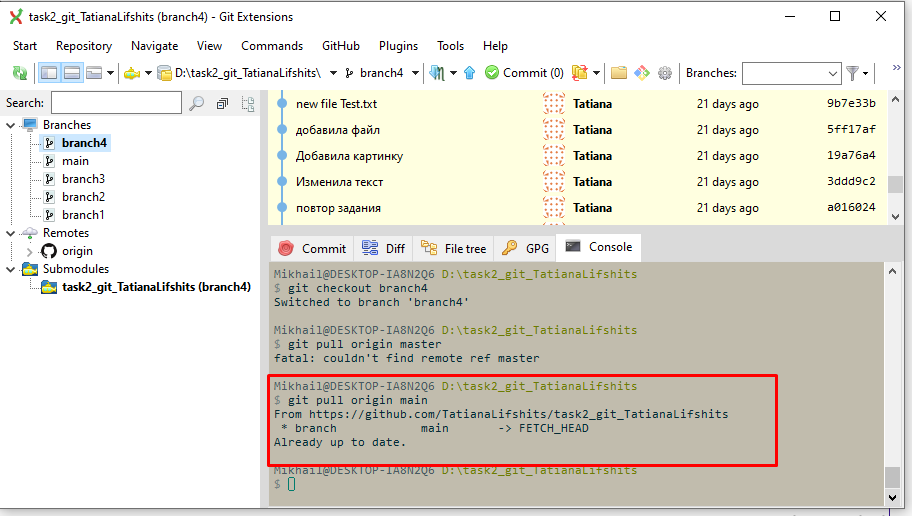 task2_git_TatianaLifshits (branch4) - Git Extensions
Start Repository Navigate View Commands GitHub Plugins Tools Help
D:\task2_git_TatianaLifshits\ branch4 Commit (0) Branches: »
Search:
Branches
branch4
main
branch3
branch2
branch1
Remotes
origin
Submodules
task2_git_TatianaLifshits (branch4)
new file Test.txt Tatiana 21 days ago 9b7e33b
добавила файл Tatiana 21 days ago 5ff17af
Добавила картинку Tatiana 21 days ago 19a76a4
Изменила текст Tatiana 21 days ago 3ddd9c2
повтор задания Tatiana 21 days ago a016024
Commit Diff File tree GPG Console
Mikhail@DESKTOP-IA8N2Q6 D:\task2_git_TatianaLifshits
$ git checkout branch4
Switched to branch 'branch4'
Mikhail@DESKTOP-IA8N2Q6 D:\task2_git_TatianaLifshits
$ git pull origin master
fatal: couldn't find remote ref master
Mikhail@DESKTOP-IA8N2Q6 D:\task2_git_TatianaLifshits
$ git pull origin main
From https://github.com/TatianaLifshits/task2_git_TatianaLifshits
* branch main -> FETCH_HEAD
Already up to date.
Mikhail@DESKTOP-IA8N2Q6 D:\task2_git_TatianaLifshits
$